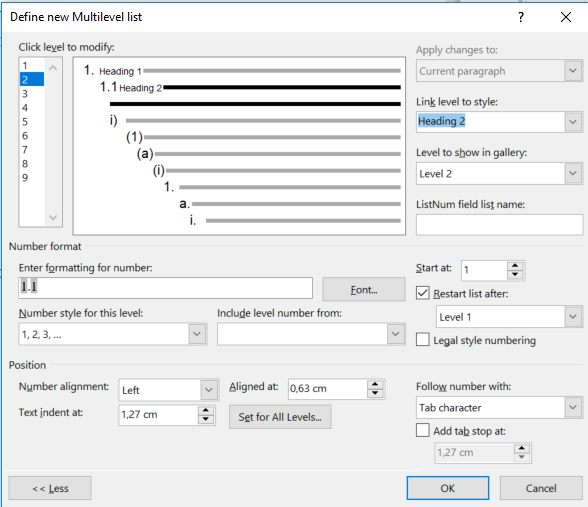 Define new Multilevel list
Click level to modify:
1
2
3
4
5
6
7
8
9
1. Heading 1
1.1 Heading 2
i)
(1)
(a)
(i)
1.
a.
i.
Apply changes to:
Current paragraph
Link level to style:
Heading 2
Level to show in gallery:
Level 2
ListNum field list name:
Number format
Enter formatting for number:
1.1
Font...
Number style for this level:
1, 2, 3, ...
Include level number from:
Start at: 1
Restart list after:
Level 1
Legal style numbering
Position
Number alignment: Left
Aligned at: 0,63 cm
Text indent at: 1,27 cm
Set for All Levels...
Follow number with:
Tab character
Add tab stop at:
1,27 cm
<< Less
OK
Cancel